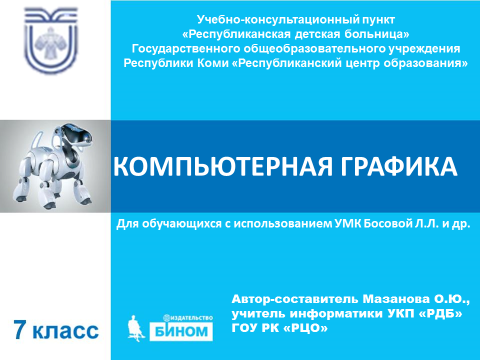 Учебно-консультационный пункт
«Республиканская детская больница»
Государственного общеобразовательного учреждения
Республики Коми «Республиканский центр образования»
КОМПЬЮТЕРНАЯ ГРАФИКА
Для обучающихся с использованием УМК Босовой Л.Л. и др.
Автор-составитель Мазанова О.Ю.,
учитель информатики УКП «РДБ»
ГОУ РК «РЦО»
ИЗДАТЕЛЬСТВО
БИНОМ
7 класс